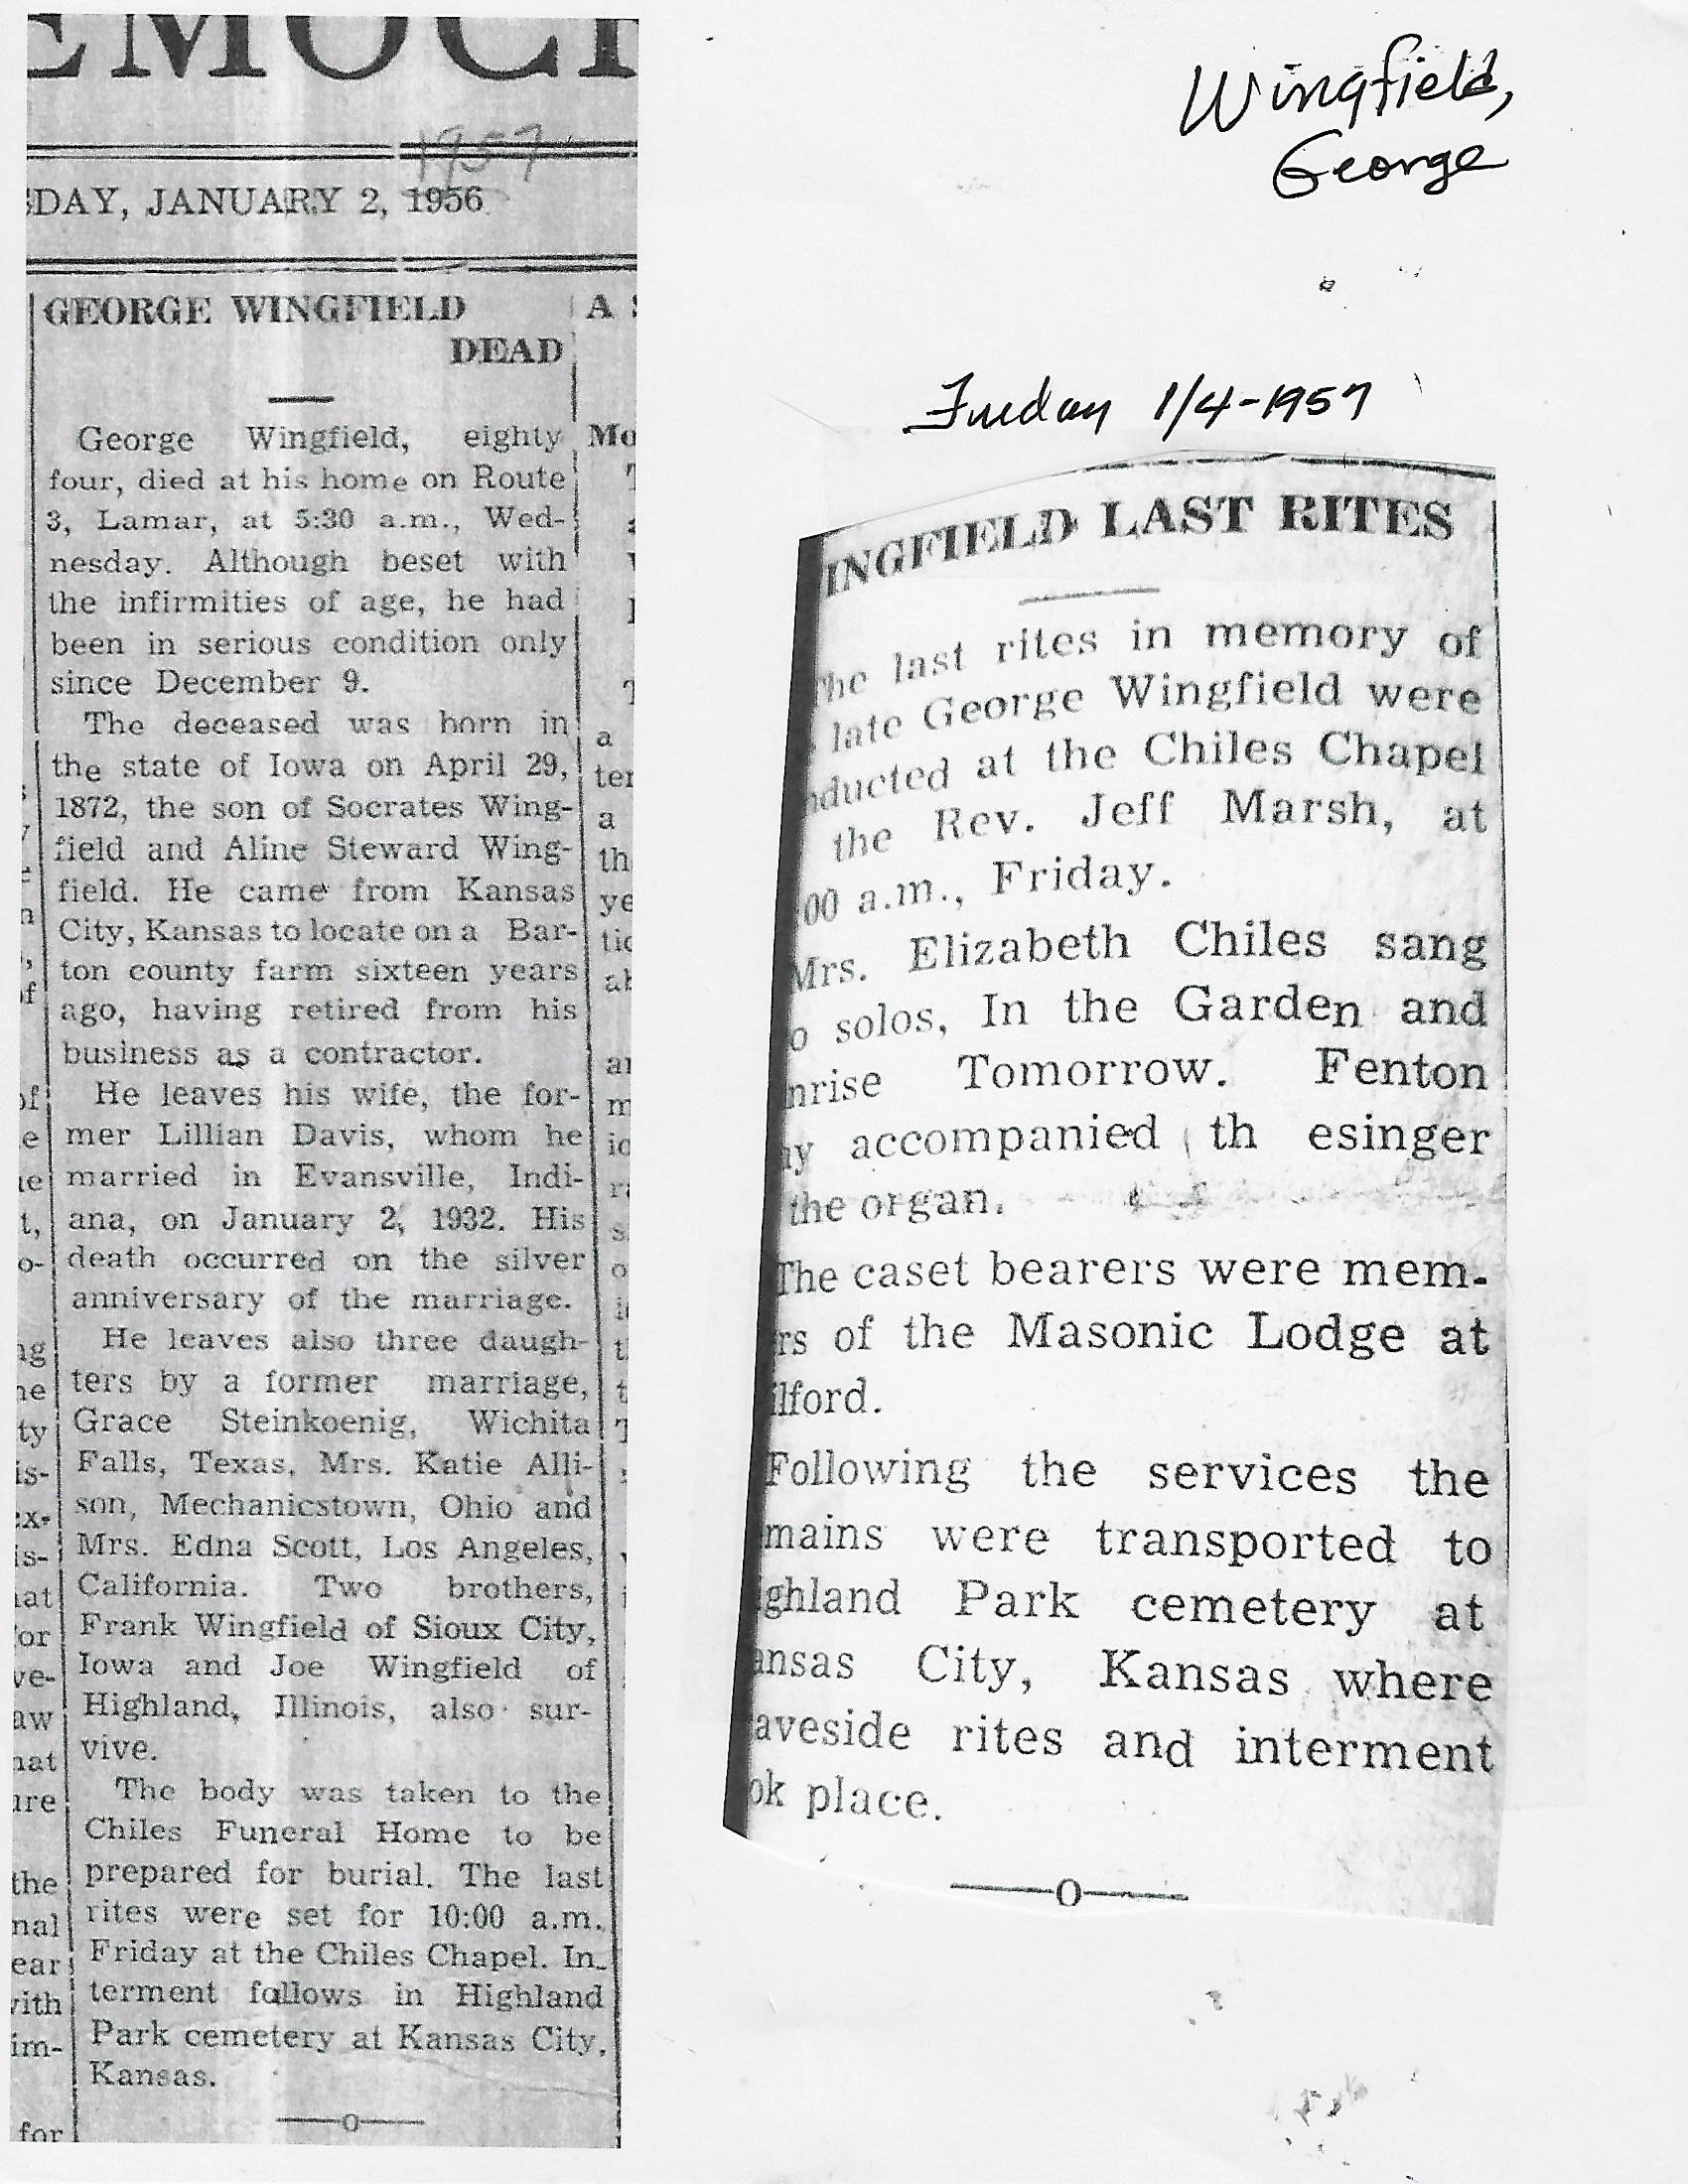 EMOCR
1957
SDAY, JANUARY 2, 1956
GEORGE WINGFIELD
DEAD
George Wingfield, eighty
four, died at his home on Route
3, Lamar, at 5:30 a.m., Wed-
nesday. Although beset with
the infirmities of age, he had
been in serious condition only
since December 9.
The deceased was born in
the state of Iowa on April 29,
1872, the son of Socrates Wing-
field and Aline Steward Wing-
field. He came from Kansas
City, Kansas to locate on a Bar-
ton county farm sixteen years
ago, having retired from his
business as a contractor.
He leaves his wife, the for-
mer Lillian Davis, whom he
married in Evansville, Indi-
ana, on January 2, 1932. His
death occurred on the silver
anniversary of the marriage.
He leaves also three daugh-
ters by a former marriage,
Grace Steinkoenig, Wichita
Falls, Texas, Mrs. Katie Alli-
son, Mechanicstown, Ohio and
Mrs. Edna Scott, Los Angeles,
California. Two brothers,
Frank Wingfield of Sioux City,
Iowa and Joe Wingfield of
Highland, Illinois, also sur-
vive.
The body was taken to the
Chiles Funeral Home to be
prepared for burial. The last
rites were set for 10:00 a.m.
Friday at the Chiles Chapel. In-
terment follows in Highland
Park cemetery at Kansas City,
Kansas.
Wingfield,
George
Friday 1/4-1957
INGFIELD LAST RITES
he last rites in memory of
late George Wingfield were
nducted at the Chiles Chapel
the Rev. Jeff Marsh, at
00 a.m., Friday.
Mrs. Elizabeth Chiles sang
o solos, In the Garden and
nrise Tomorrow. Fenton
y accompanied th esinger
the organ.
The caset bearers were mem-
rs of the Masonic Lodge at
ilford.
Following the services the
mains were transported to
ghland Park cemetery at
ansas City, Kansas where
aveside rites and interment
ok place.